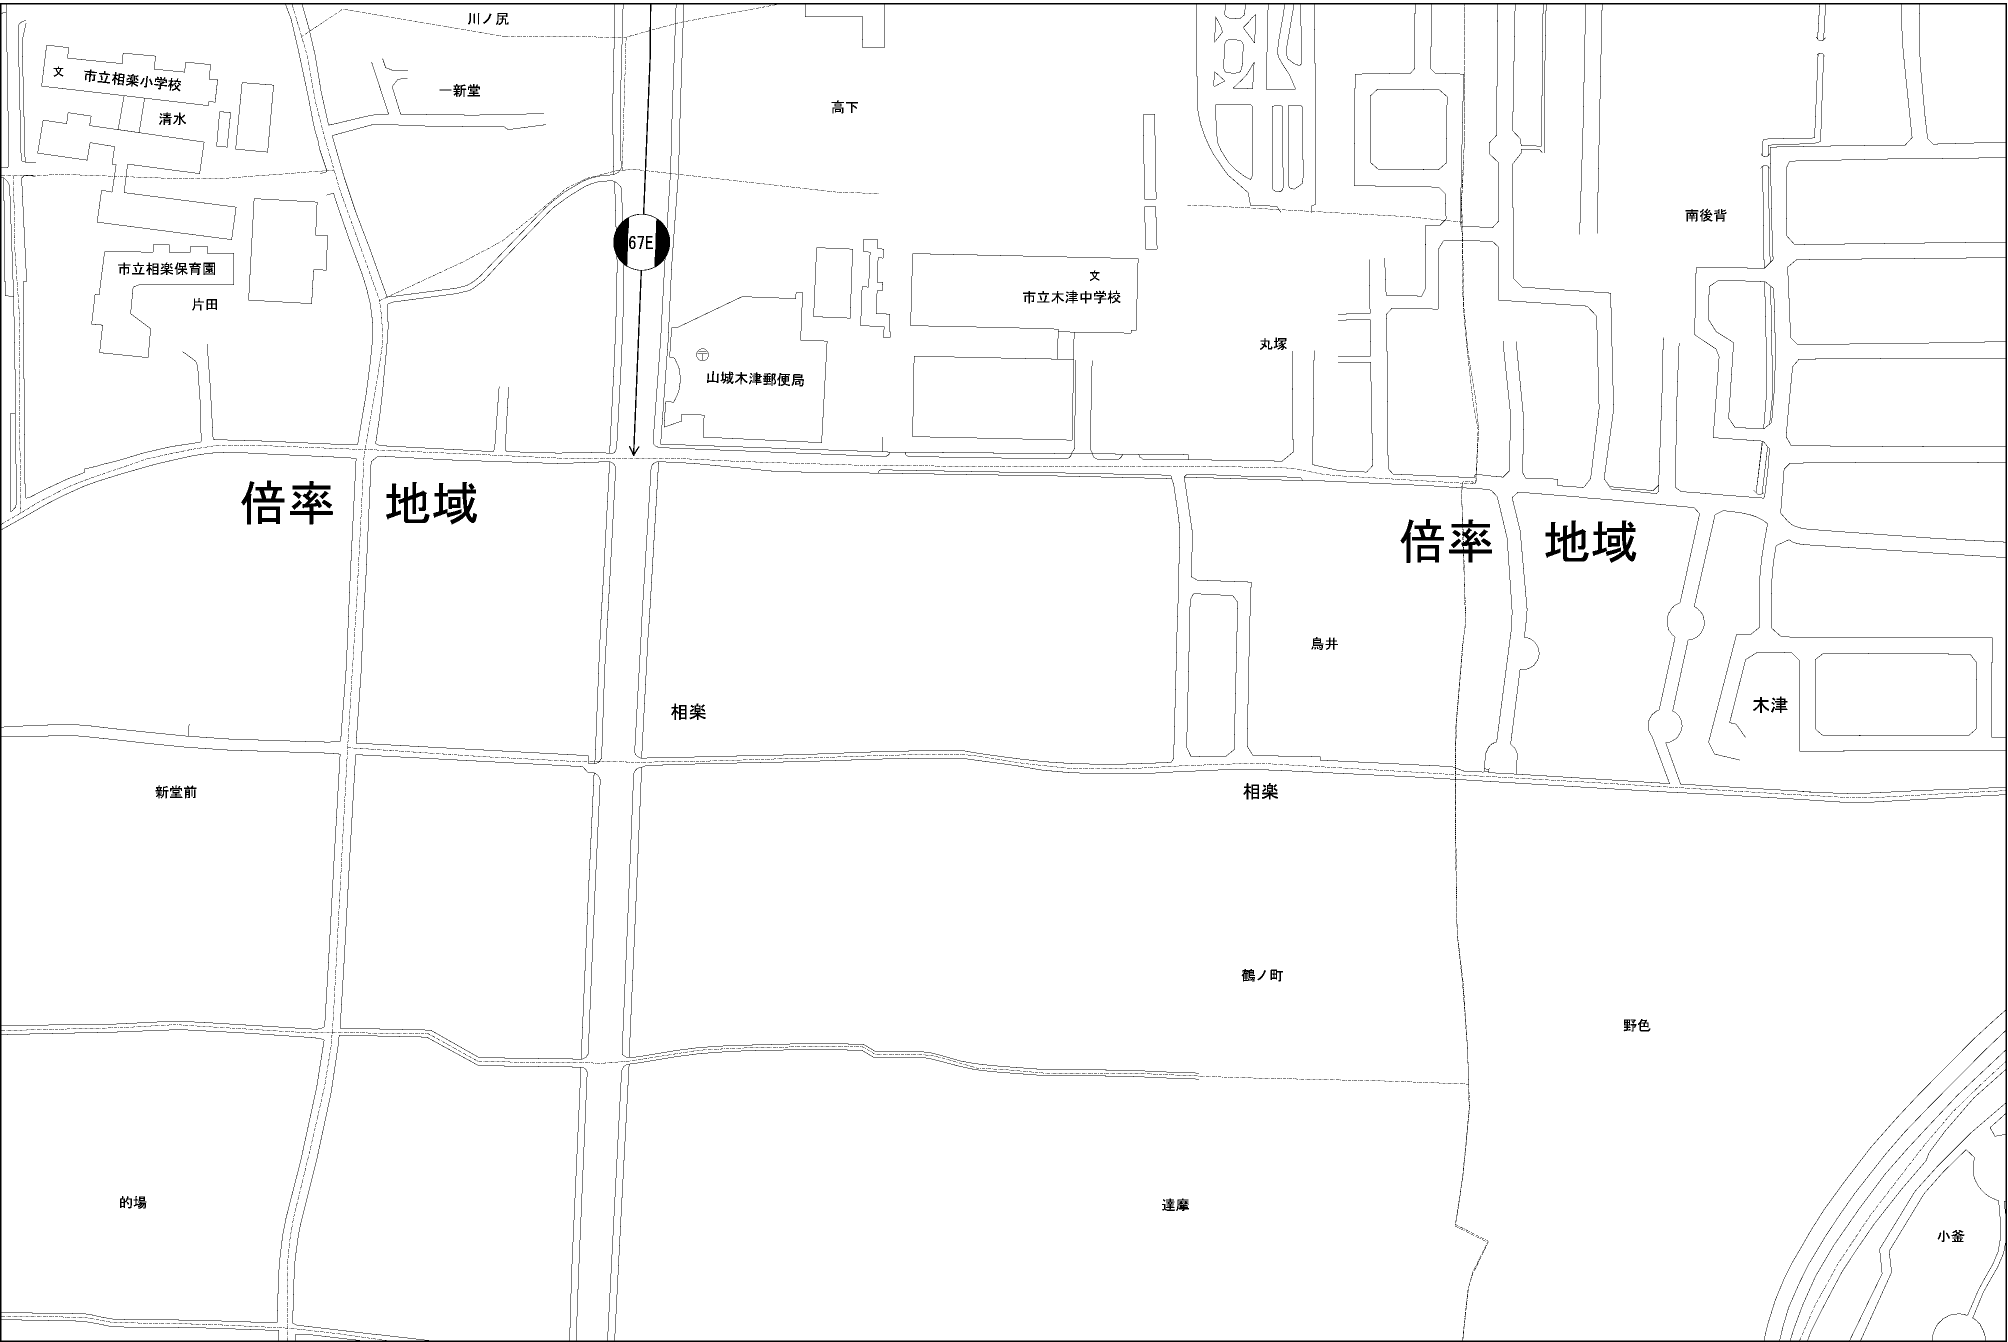 川ノ尻
文
市立相楽小学校
一新堂
高下
清水
南後背
67E
市立相楽保育園
文
市立木津中学校
片田
丸塚
〒
山城木津郵便局
倍率 地域
倍率 地域
鳥井
相楽
木津
新堂前
相楽
鶴ノ町
野色
的場
達摩
小釜